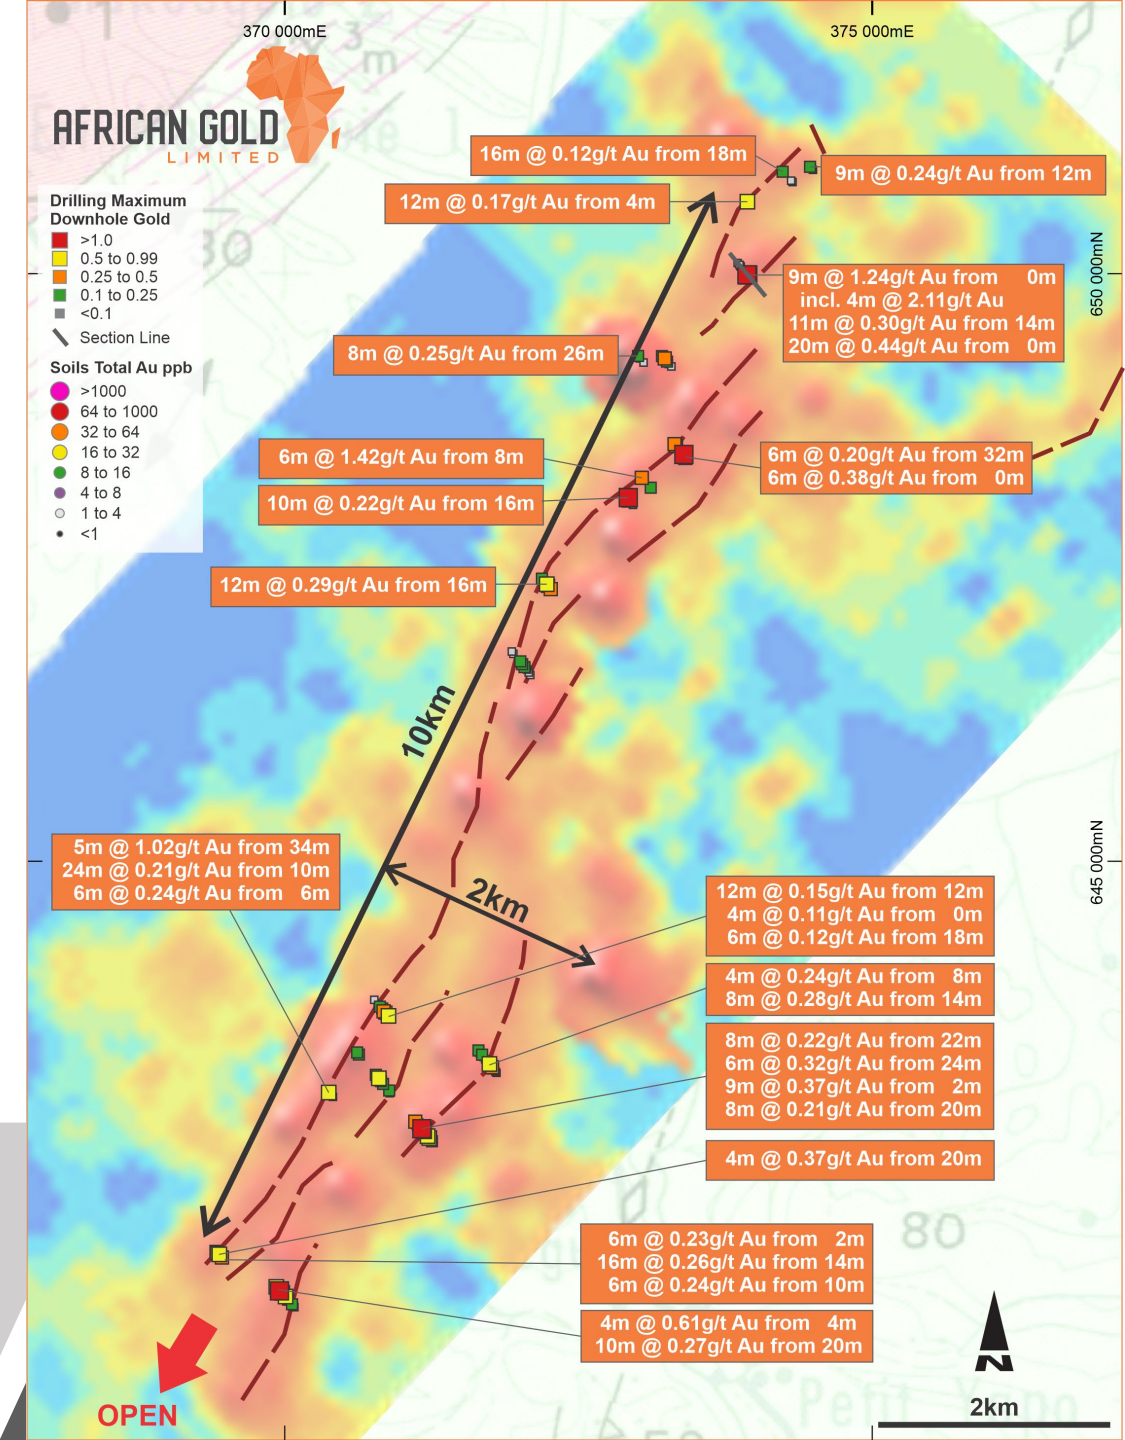 370 000mE
375 000mE
AFRICAN GOLD
LIMITED
Drilling Maximum
Downhole Gold
>1.0
0.5 to 0.99
0.25 to 0.5
0.1 to 0.25
<0.1
Section Line
Soils Total Au ppb
>1000
64 to 1000
32 to 64
16 to 32
8 to 16
4 to 8
1 to 4
<1
16m @ 0.12g/t Au from 18m
9m @ 0.24g/t Au from 12m
12m @ 0.17g/t Au from 4m
650 000mN
9m @ 1.24g/t Au from 0m
incl. 4m @ 2.11g/t Au
11m @ 0.30g/t Au from 14m
20m @ 0.44g/t Au from 0m
8m @ 0.25g/t Au from 26m
6m @ 1.42g/t Au from 8m
6m @ 0.20g/t Au from 32m
6m @ 0.38g/t Au from 0m
10m @ 0.22g/t Au from 16m
12m @ 0.29g/t Au from 16m
10km
645 000mN
5m @ 1.02g/t Au from 34m
24m @ 0.21g/t Au from 10m
6m @ 0.24g/t Au from 6m
2km
12m @ 0.15g/t Au from 12m
4m @ 0.11g/t Au from 0m
6m @ 0.12g/t Au from 18m
4m @ 0.24g/t Au from 8m
8m @ 0.28g/t Au from 14m
8m @ 0.22g/t Au from 22m
6m @ 0.32g/t Au from 24m
9m @ 0.37g/t Au from 2m
8m @ 0.21g/t Au from 20m
4m @ 0.37g/t Au from 20m
80
6m @ 0.23g/t Au from 2m
16m @ 0.26g/t Au from 14m
6m @ 0.24g/t Au from 10m
4m @ 0.61g/t Au from 4m
10m @ 0.27g/t Au from 20m
OPEN
N
2km